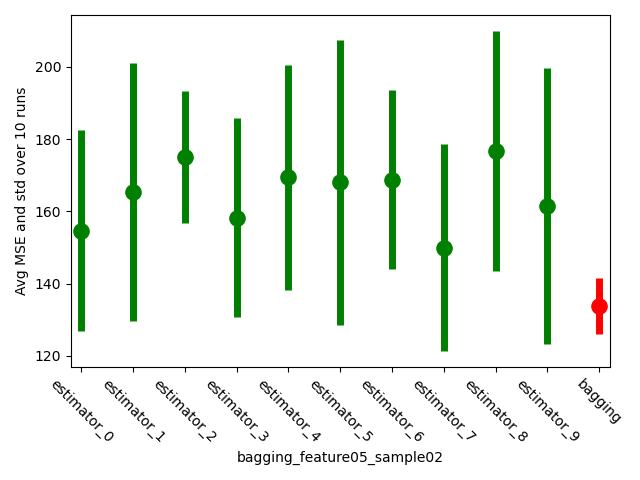 Avg MSE and std over 10 runs
200
180
160
140
120
estimator_0
estimator_1
estimator_2
estimator_3
estimator_4
estimator_5
estimator_6
estimator_7
estimator_8
estimator_9
bagging
bagging_feature05_sample02